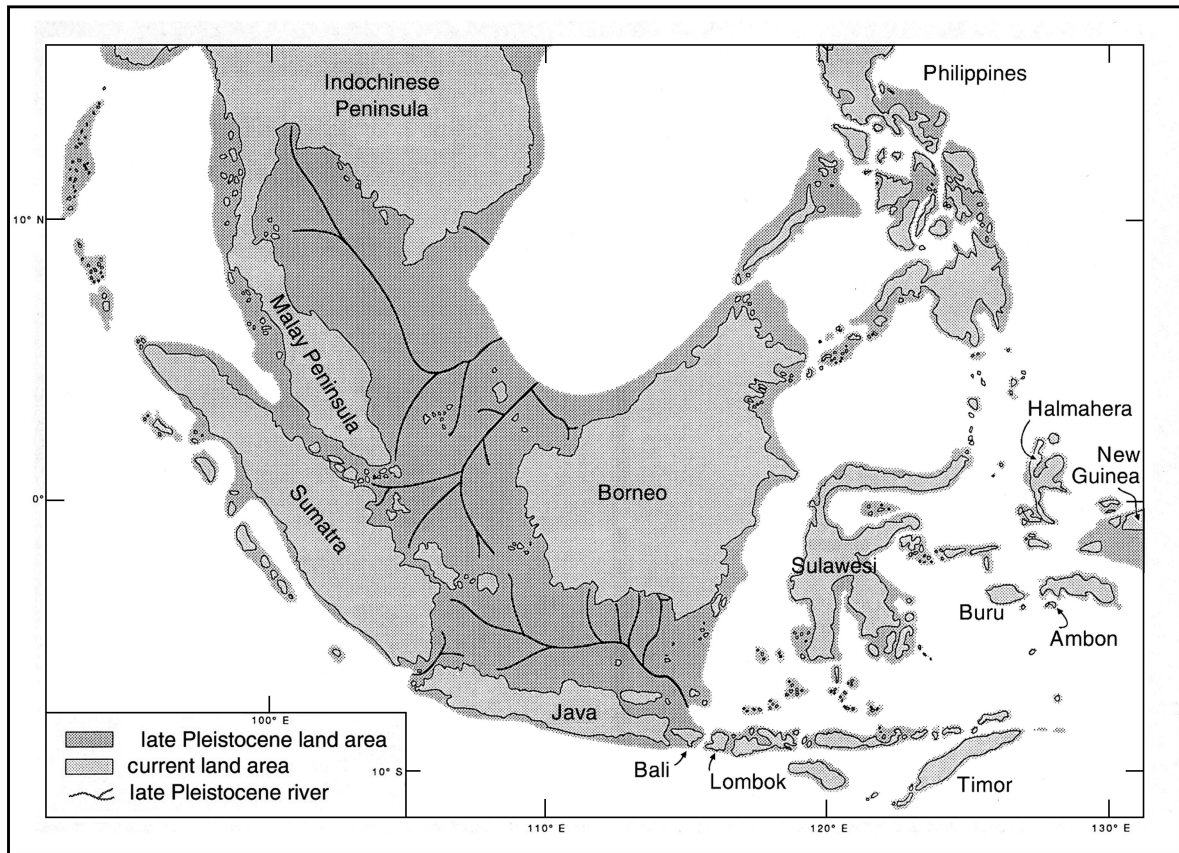 Indochinese
Peninsula
Philippines
10° N
Malay Peninsula
Halmahera
New
Guinea
0°
Sumatra
Borneo
Sulawesi
Buru
Ambon
100° E
Java
late Pleistocene land area
current land area
late Pleistocene river
10° S
Bali
Lombok
Timor
110° E
120° E
130° E